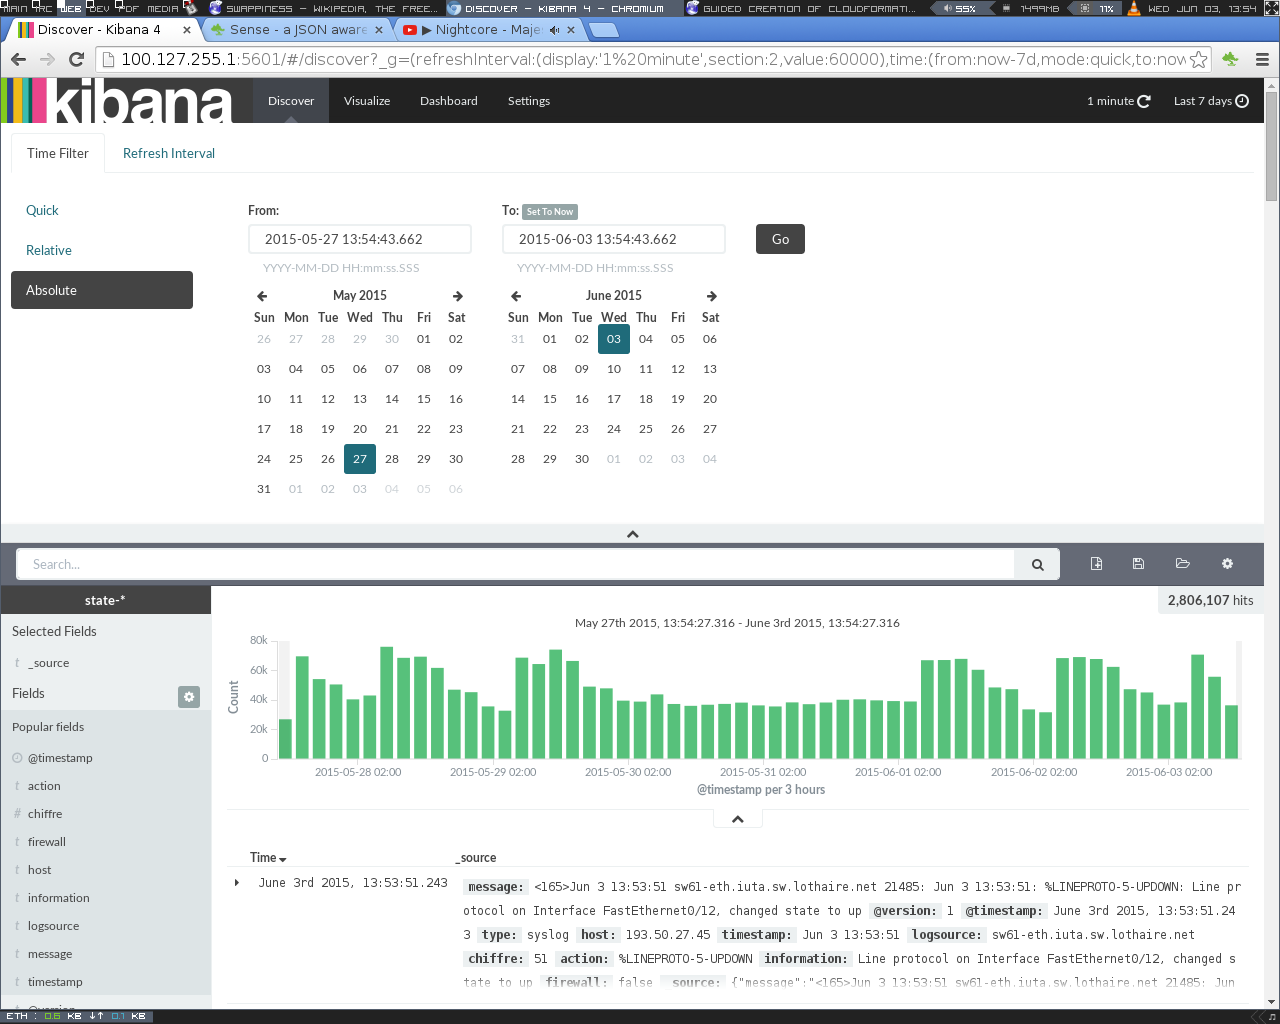 MAIN ARC WEB DEV PDF MEDIA SWAPPINESS – WIKIPEDIA, THE FREE... DISCOVER – KIBANA 4 – CHROMIUM GUIDED CREATION OF CLOUDFORMATI... 55% 1499MB 11% WED JUN 03, 13:54
Discover - Kibana 4 Sense - a JSON aware ▶ Nightcore - Maje
100.127.255.1:5601/#/discover?_g=(refreshInterval:(display:'1%20minute',section:2,value:60000),time:(from:now-7d,mode:quick,to:now
kibana Discover Visualize Dashboard Settings 1 minute Last 7 days
Time Filter Refresh Interval
Quick From: To: Set To Now
2015-05-27 13:54:43.662 2015-06-03 13:54:43.662 Go
Relative
YYYY-MM-DD HH:mm:ss.SSS YYYY-MM-DD HH:mm:ss.SSS
Absolute May 2015 June 2015
Sun Mon Tue Wed Thu Fri Sat Sun Mon Tue Wed Thu Fri Sat
26 27 28 29 30 01 02 31 01 02 03 04 05 06
03 04 05 06 07 08 09 07 08 09 10 11 12 13
10 11 12 13 14 15 16 14 15 16 17 18 19 20
17 18 19 20 21 22 23 21 22 23 24 25 26 27
24 25 26 27 28 29 30 28 29 30 01 02 03 04
31 01 02 03 04 05 06
Search...
state-*
2,806,107 hits
Selected Fields
t _source
Fields
Popular fields
@timestamp
t action
# chiffre
t firewall
t host
t information
t logsource
t message
t timestamp
@version
May 27th 2015, 13:54:27.316 - June 3rd 2015, 13:54:27.316
80k
60k
40k
20k
0
Count
2015-05-28 02:00 2015-05-29 02:00 2015-05-30 02:00 2015-05-31 02:00 2015-06-01 02:00 2015-06-02 02:00 2015-06-03 02:00
@timestamp per 3 hours
Time _source
June 3rd 2015, 13:53:51.243 message: <165>Jun 3 13:53:51 sw61-eth.iuta.sw.lothaire.net 21485: Jun 3 13:53:51: %LINEPROTO-5-UPDOWN: Line pr
otocol on Interface FastEthernet0/12, changed state to up @version: 1 @timestamp: June 3rd 2015, 13:53:51.24
3 type: syslog host: 193.50.27.45 timestamp: Jun 3 13:53:51 logsource: sw61-eth.iuta.sw.lothaire.net
chiffre: 51 action: %LINEPROTO-5-UPDOWN information: Line protocol on Interface FastEthernet0/12, changed s
tate to up firewall: false _source: {"message":"<165>Jun 3 13:53:51 sw61-eth.iuta.sw.lothaire.net 21485: Jun
ETH : 0.6 KB ↓↑ 0.1 KB